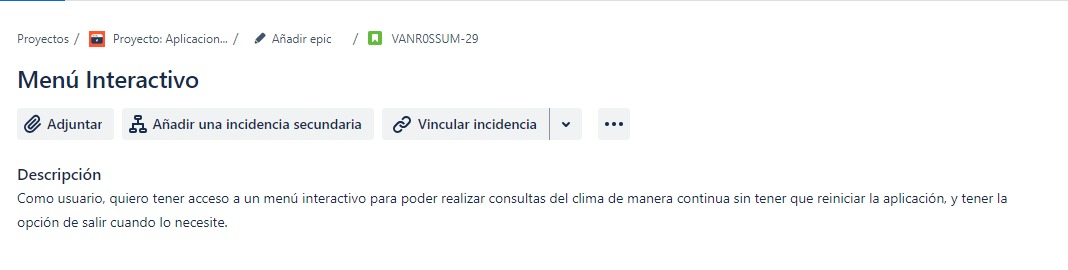 Proyectos / Proyecto: Aplicacion... / Añadir epic / VANR0SSUM-29
Menú Interactivo
Adjuntar Añadir una incidencia secundaria Vincular incidencia
Descripción
Como usuario, quiero tener acceso a un menú interactivo para poder realizar consultas del clima de manera continua sin tener que reiniciar la aplicación, y tener la
opción de salir cuando lo necesite.